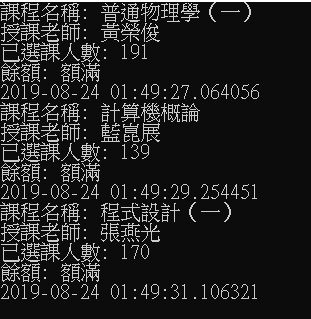 課程名稱: 普通物理學 (一)
授課老師: 黃榮俊
已選課人數: 191
餘額: 額滿
2019-08-24 01:49:27.064056
課程名稱: 計算機概論
授課老師: 藍崑展
已選課人數: 139
餘額: 額滿
2019-08-24 01:49:29.254451
課程名稱: 程式設計 (一)
授課老師: 張燕光
已選課人數: 170
餘額: 額滿
2019-08-24 01:49:31.106321